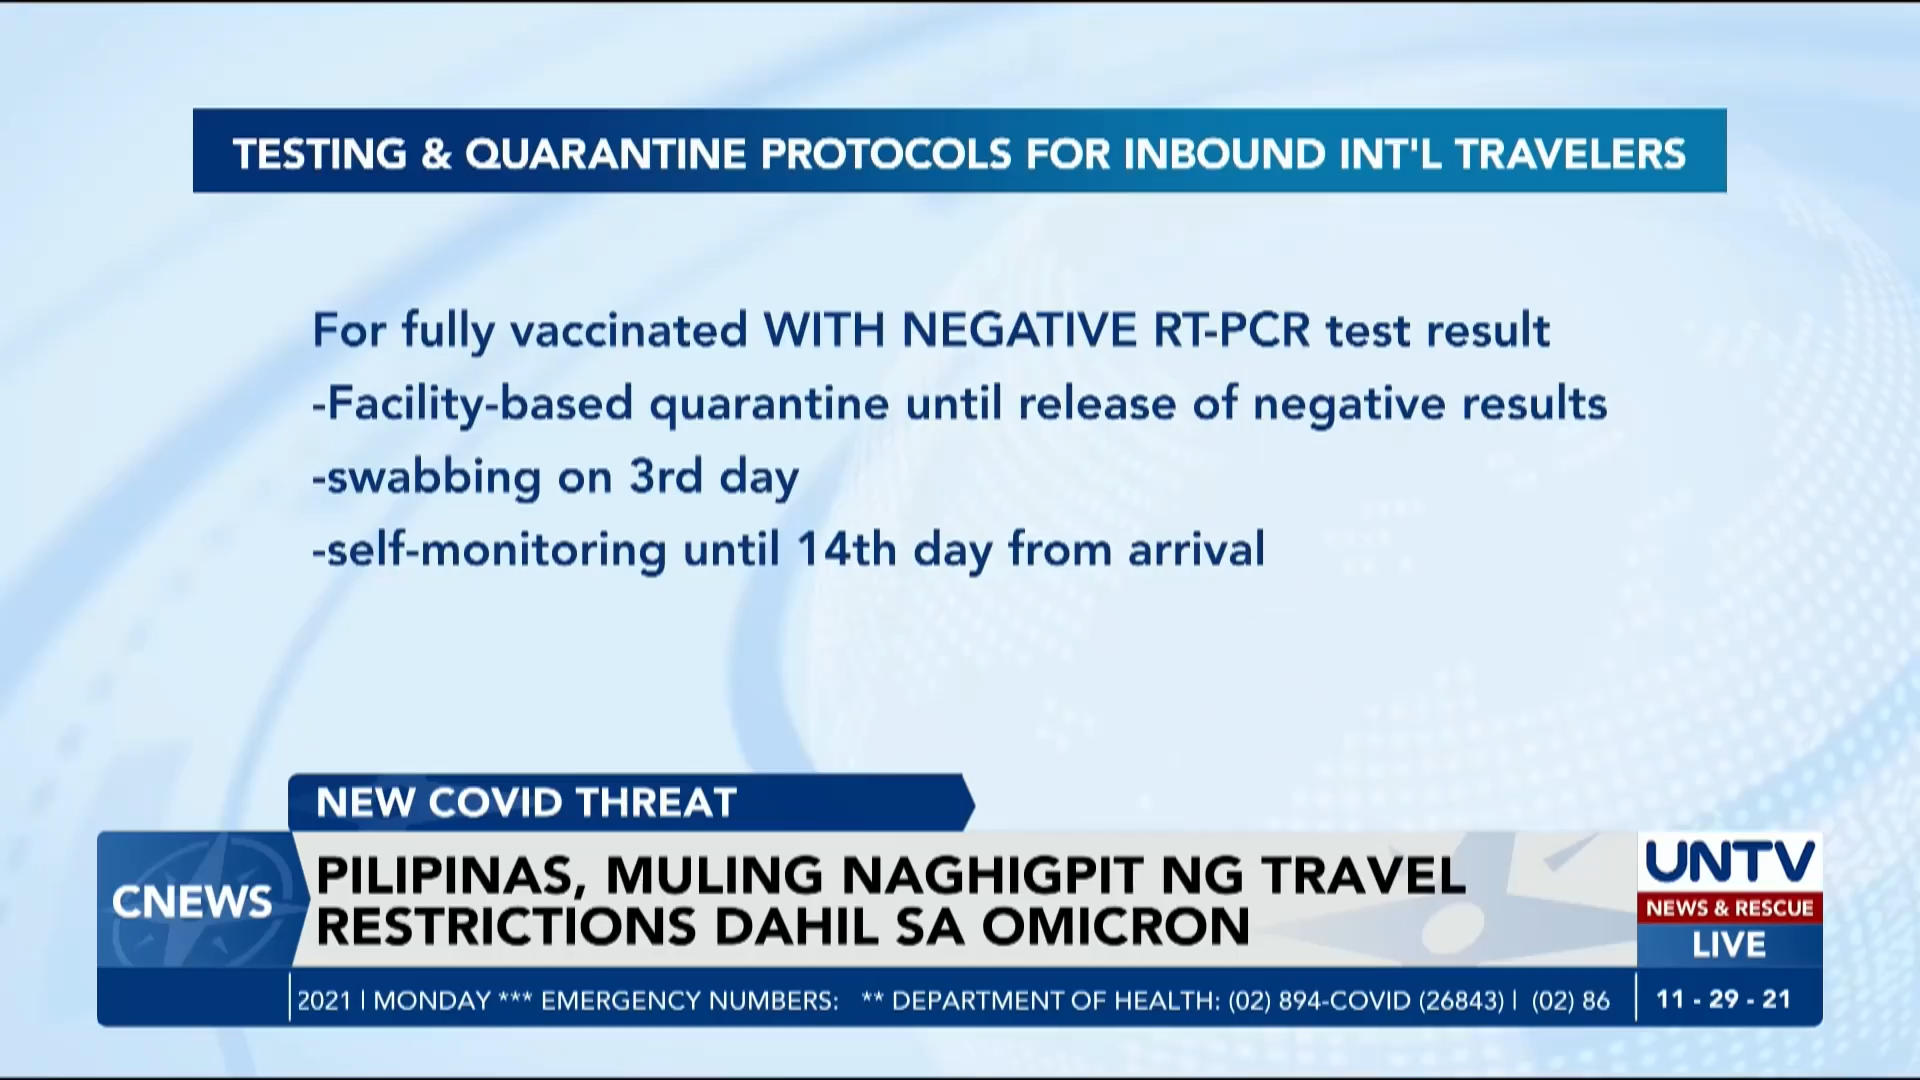 TESTING & QUARANTINE PROTOCOLS FOR INBOUND INT'L TRAVELERS
For fully vaccinated WITH NEGATIVE RT-PCR test result
-Facility-based quarantine until release of negative results
-swabbing on 3rd day
-self-monitoring until 14th day from arrival
NEW COVID THREAT
CNEWS
PILIPINAS, MULING NAGHIGPIT NG TRAVEL
RESTRICTIONS DAHIL SA OMICRON
UNTV
NEWS & RESCUE
LIVE
2021 | MONDAY *** EMERGENCY NUMBERS: ** DEPARTMENT OF HEALTH: (02) 894-COVID (26843) | (02) 86
11 - 29 - 21